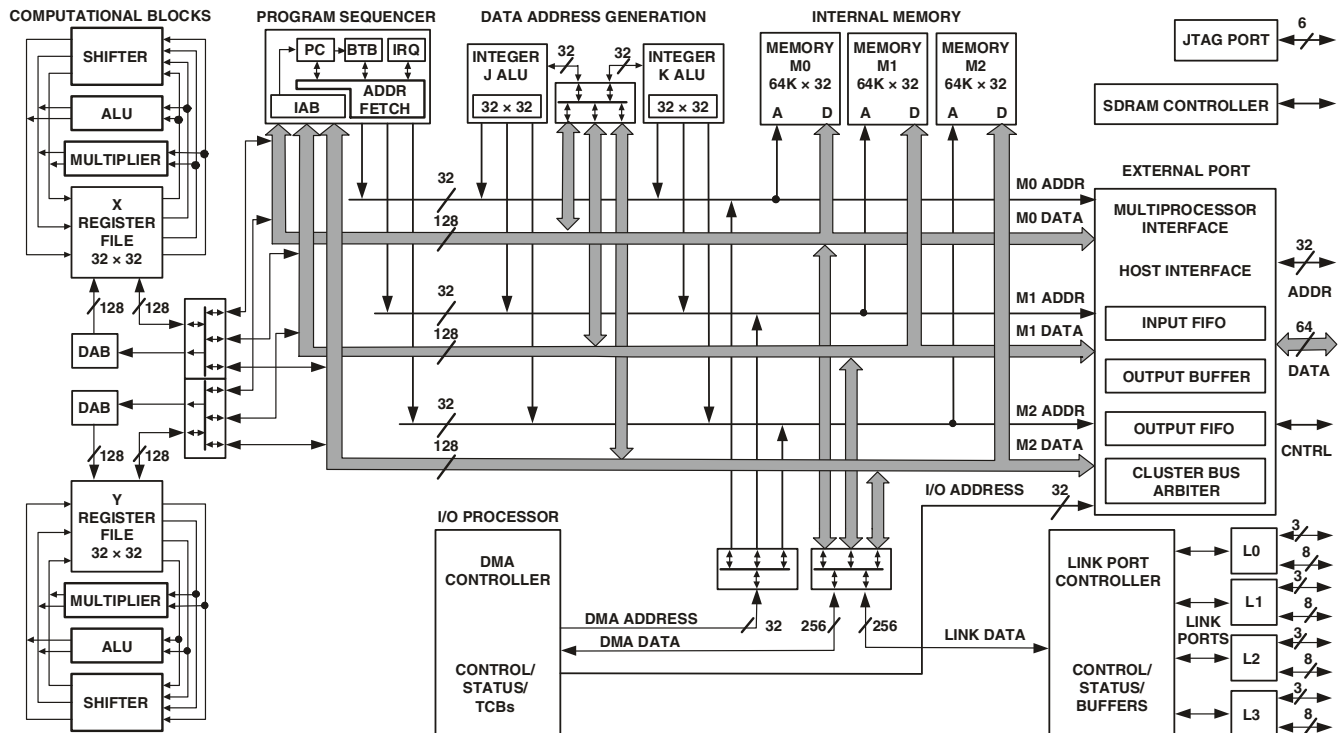 COMPUTATIONAL BLOCKS
SHIFTER
ALU
MULTIPLIER
X
REGISTER
FILE
32 × 32
128
128
DAB
DAB
128
128
Y
REGISTER
FILE
32 × 32
MULTIPLIER
ALU
SHIFTER
PROGRAM SEQUENCER
PC
BTB
IRQ
ADDR
FETCH
IAB
DATA ADDRESS GENERATION
INTEGER
J ALU
32 × 32
32
32
INTEGER
K ALU
32 × 32
INTERNAL MEMORY
MEMORY
M0
64K × 32
A D
MEMORY
M1
64K × 32
A D
MEMORY
M2
64K × 32
A D
JTAG PORT
6
SDRAM CONTROLLER
32
M0 ADDR
128
M0 DATA
32
M1 ADDR
128
M1 DATA
32
M2 ADDR
128
M2 DATA
I/O ADDRESS
32
EXTERNAL PORT
MULTIPROCESSOR
INTERFACE
HOST INTERFACE
INPUT FIFO
OUTPUT BUFFER
OUTPUT FIFO
CLUSTER BUS
ARBITER
32
ADDR
64
DATA
CNTRL
I/O PROCESSOR
DMA
CONTROLLER
CONTROL/
STATUS/
TCBs
DMA ADDRESS
32
DMA DATA
256
256
LINK DATA
LINK PORT
CONTROLLER
CONTROL/
STATUS/
BUFFERS
LINK
PORTS
L0
3
8
L1
3
8
L2
3
8
L3
3
8